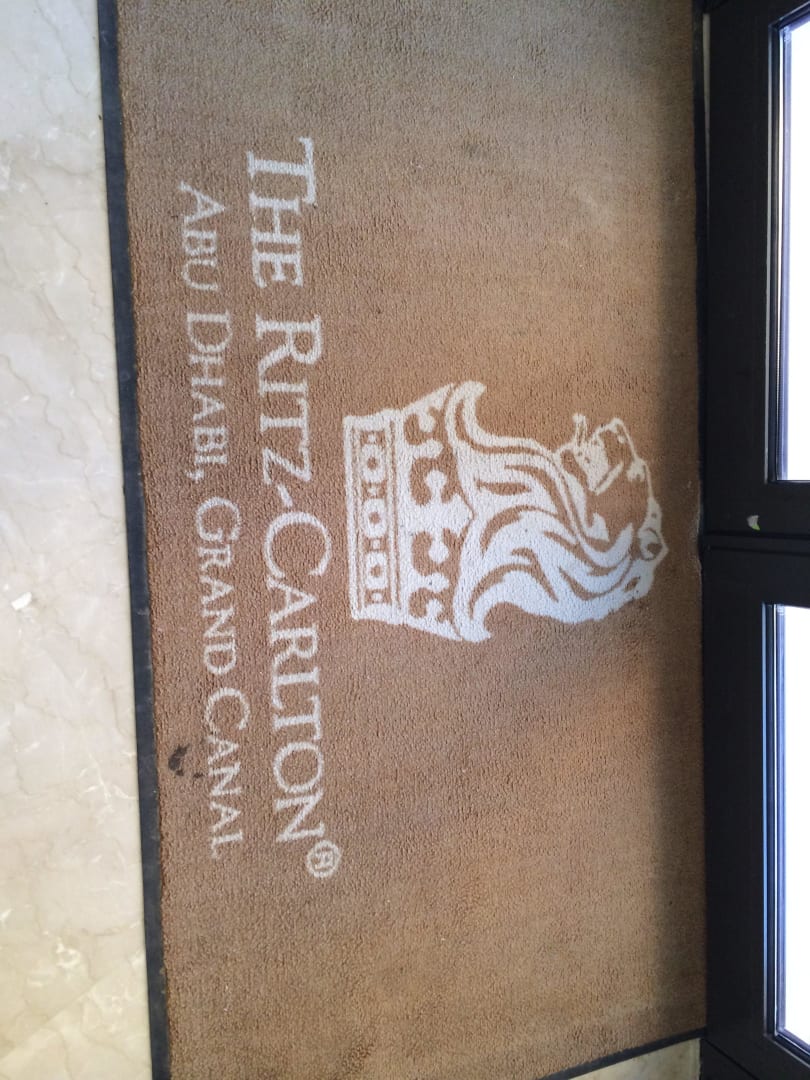 THE RITZ-CARLTON®
ABU DHABI, GRAND CANAL